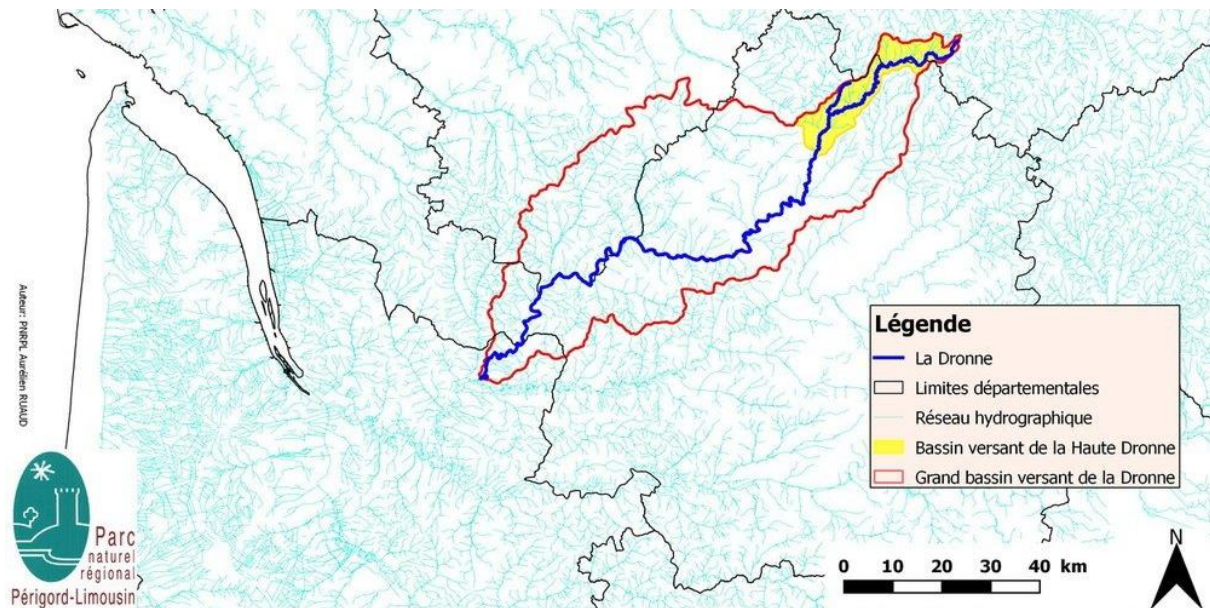 Auteur: PNRPL Aurélien RUAUD
Légende
La Dronne
Limites départementales
Réseau hydrographique
Bassin versant de la Haute Dronne
Grand bassin versant de la Dronne
Parc
naturel
régional
Périgord-Limousin
0 10 20 30 40 km
N